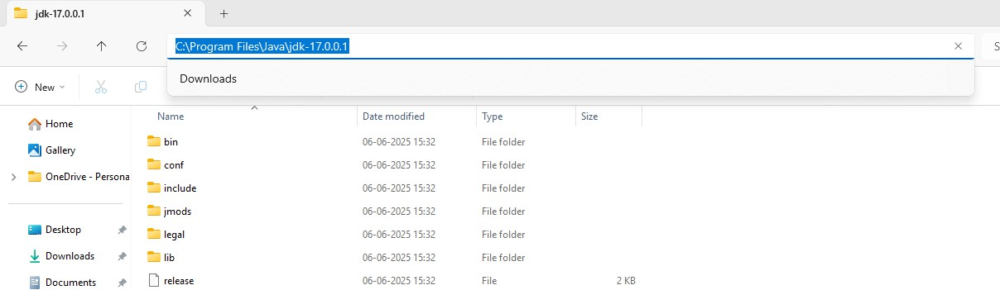 jdk-17.0.0.1
C:\Program Files\Java\jdk-17.0.0.1
S
Downloads
New
Name Date modified Type Size
Home
Gallery
OneDrive - Persona
Desktop
Downloads
Documents
bin 06-06-2025 15:32 File folder
conf 06-06-2025 15:32 File folder
include 06-06-2025 15:32 File folder
jmods 06-06-2025 15:32 File folder
legal 06-06-2025 15:32 File folder
lib 06-06-2025 15:32 File folder
release 06-06-2025 15:32 File 2 KB